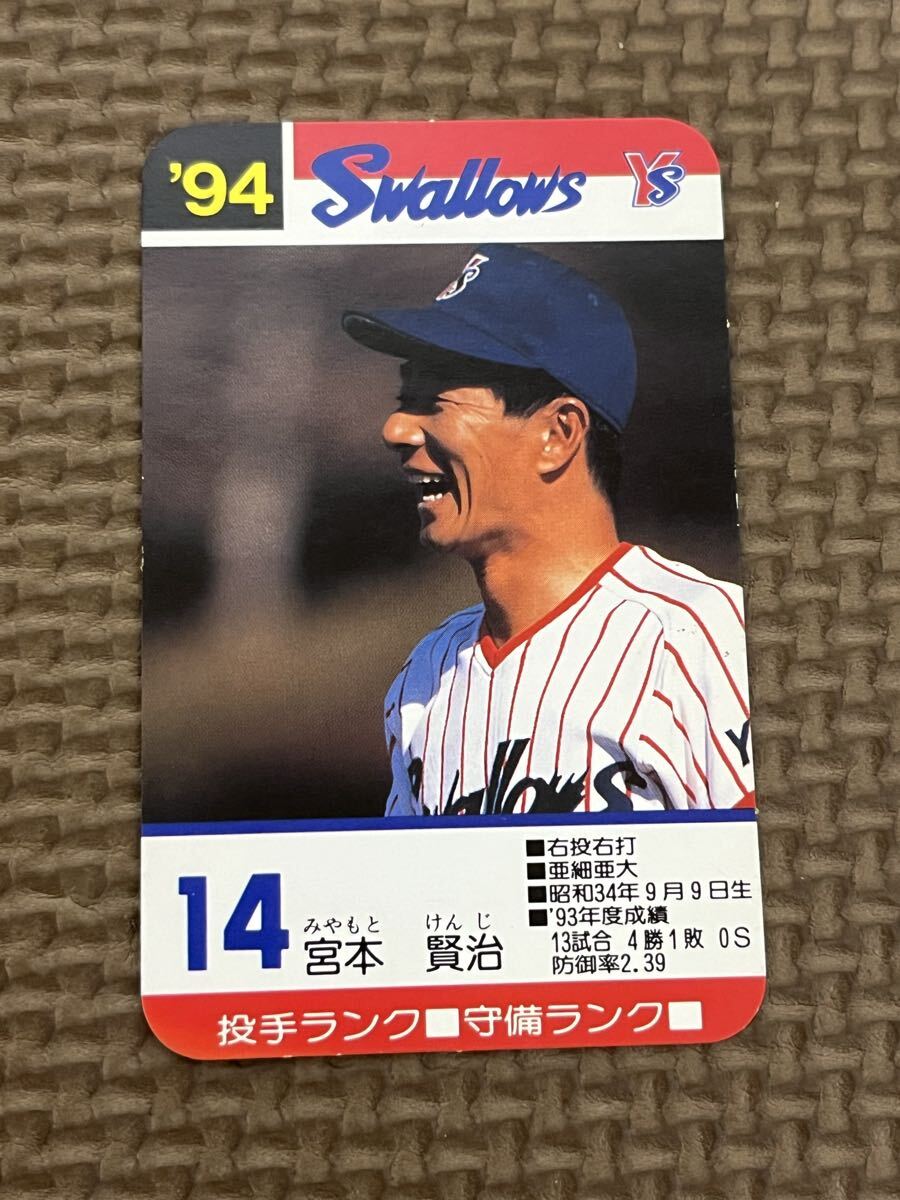 '94 Swallows YS
YS
Swallows
Y
■右投右打
■亜細亜大
■昭和34年9月9日生
■'93年度成績
13試合 4勝1敗 0S
防御率2.39
14
みやもと けんじ
宮本 賢治
投手ランク■守備ランク■